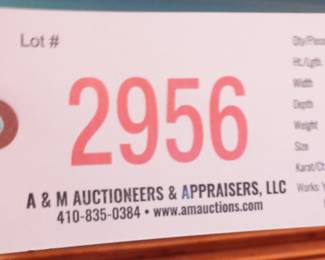 Lot #
2956
A & M AUCTIONEERS & APPRAISERS, LLC
410-835-0384 • www.amauctions.com
Qty/Piece
Ht./Lgth.
Width
Depth
Weight
Size
Karat/Ct.
Works: